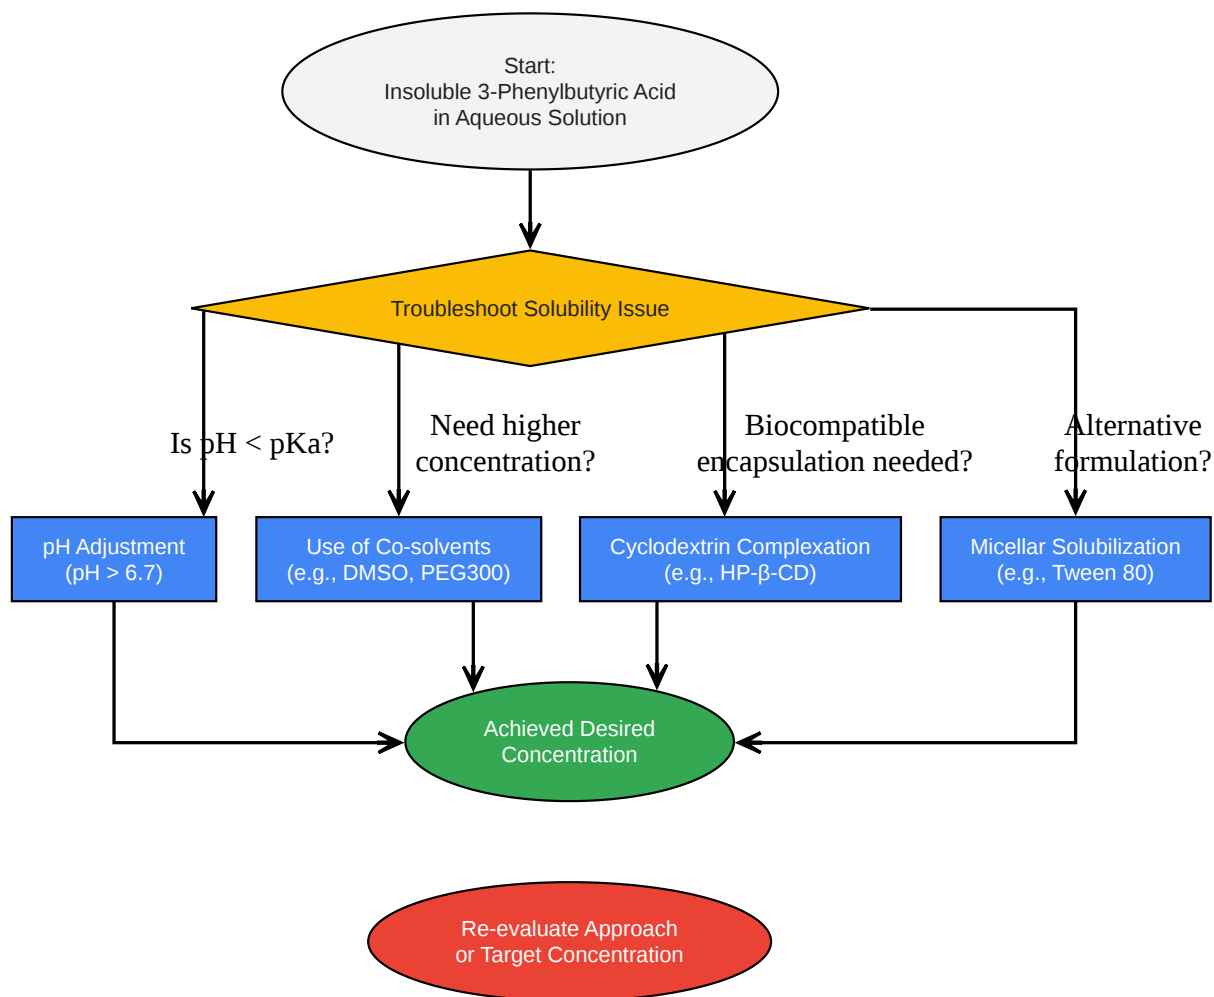 Start:
Insoluble 3-Phenylbutyric Acid
in Aqueous Solution
Troubleshoot Solubility Issue
Is pH < pKa?
Need higher
concentration?
Biocompatible
encapsulation needed?
Alternative
formulation?
pH Adjustment
(pH > 6.7)
Use of Co-solvents
(e.g., DMSO, PEG300)
Cyclodextrin Complexation
(e.g., HP-β-CD)
Micellar Solubilization
(e.g., Tween 80)
Achieved Desired
Concentration
Re-evaluate Approach
or Target Concentration